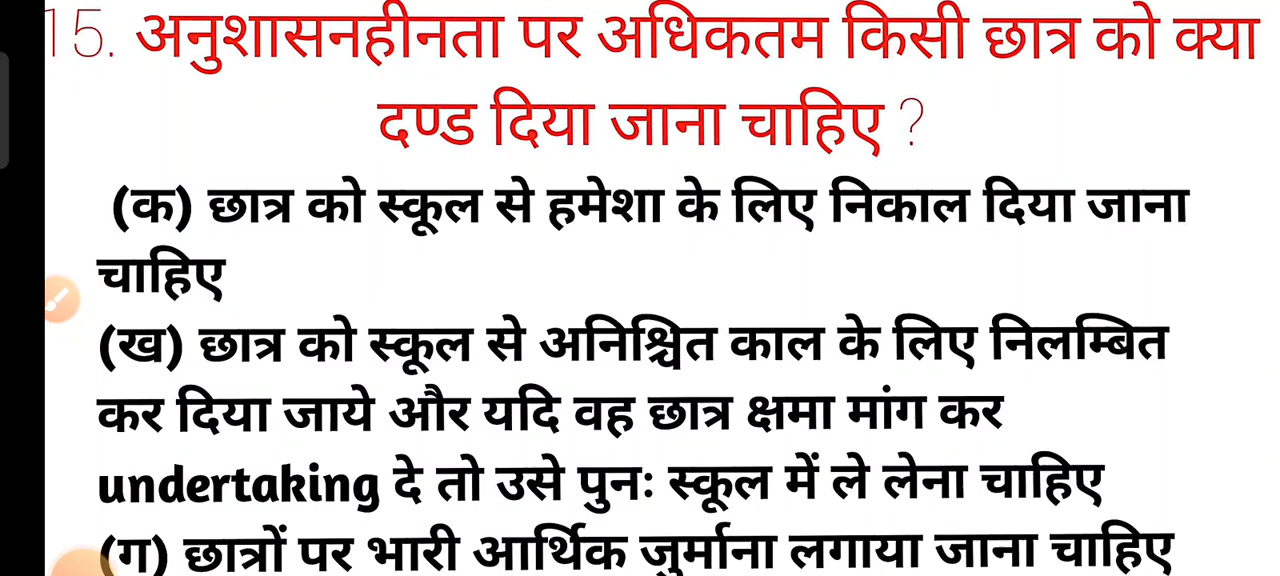 15. अनुशासनहीनता पर अधिकतम किसी छात्र को क्या
दण्ड दिया जाना चाहिए ?
(क) छात्र को स्कूल से हमेशा के लिए निकाल दिया जाना
चाहिए
(ख) छात्र को स्कूल से अनिश्चित काल के लिए निलम्बित
कर दिया जाये और यदि वह छात्र क्षमा मांग कर
undertaking दे तो उसे पुनः स्कूल में ले लेना चाहिए
(ग) छात्रों पर भारी आर्थिक जुर्माना लगाया जाना चाहिए